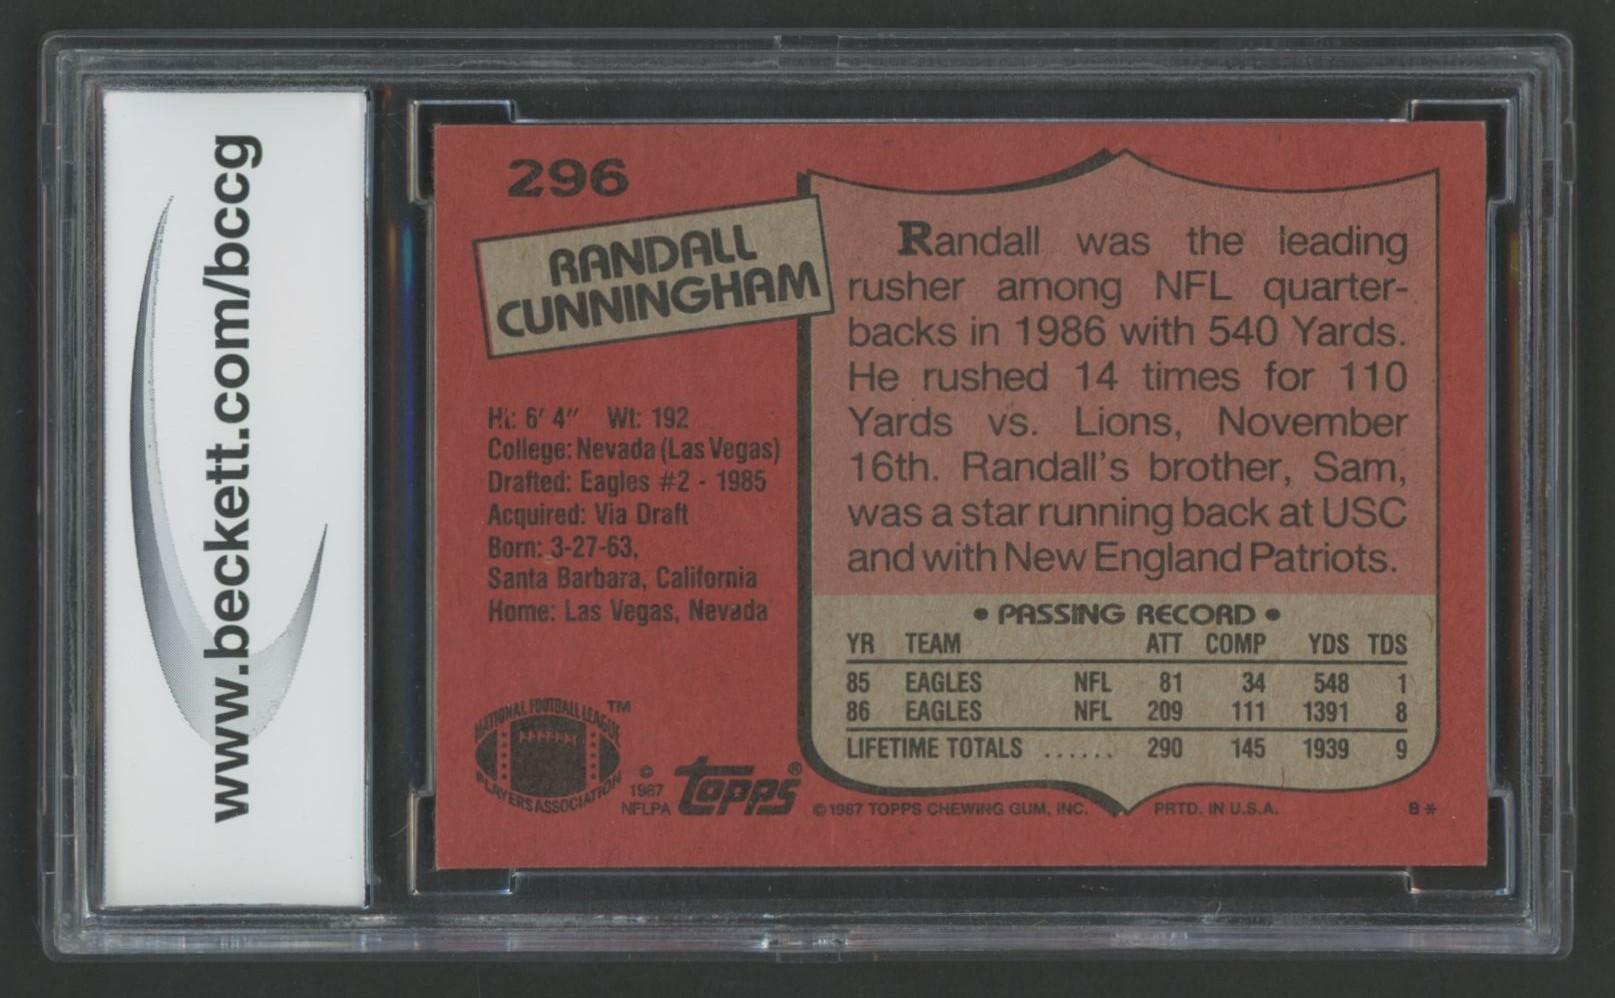 www.beckett.com/bccg
296
RANDALL
CUNNINGHAM
Ht: 6' 4" Wt: 192
College: Nevada (Las Vegas)
Drafted: Eagles #2 - 1985
Acquired: Via Draft
Born: 3-27-63,
Santa Barbara, California
Home: Las Vegas, Nevada
NATIONAL FOOTBALL LEAGUE
PLAYERS ASSOCIATION
TM
©
1987
NFLPA
Topps®
Randall was the leading
rusher among NFL quarter-
backs in 1986 with 540 Yards.
He rushed 14 times for 110
Yards vs. Lions, November
16th. Randall's brother, Sam,
was a star running back at USC
and with New England Patriots.
• PASSING RECORD •
YR TEAM ATT COMP YDS TDS
85 EAGLES NFL 81 34 548 1
86 EAGLES NFL 209 111 1391 8
LIFETIME TOTALS ...... 290 145 1939 9
©1987 TOPPS CHEWING GUM, INC. PRTD. IN U.S.A. B*